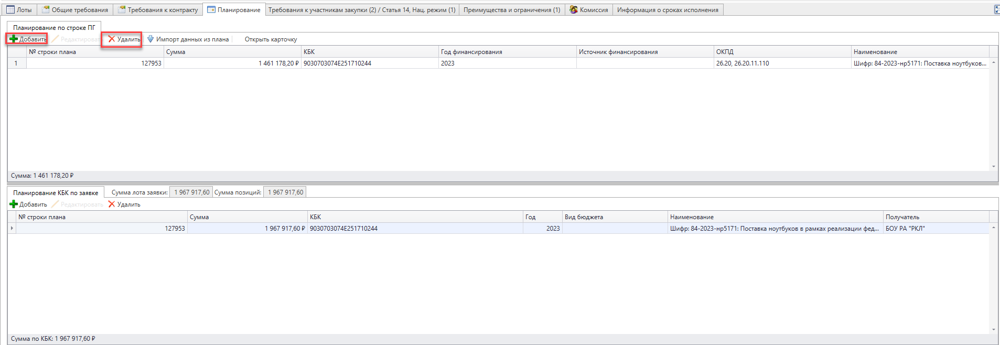 Лоты Общие требования Требования к контракту Планирование Требования к участникам закупки (2) / Статья 14, Нац. режим (1) Преимущества и ограничения (1) Комиссия Информация о сроках исполнения
Планирование по строке ПГ
Добавить Редактировать Удалить Импорт данных из плана Открыть карточку
№ строки плана Сумма КБК Год финансирования Источник финансирования ОКПД Наименование
1 127953 1 461 178,20 ₽ 9030703074E251710244 2023 26.20, 26.20.11.110 Шифр: 84-2023-нр5171: Поставка ноутбуков...
Сумма: 1 461 178,20 ₽
Планирование КБК по заявке Сумма лота заявки: 1 967 917,60 Сумма позиций: 1 967 917,60
Добавить Редактировать Удалить
№ строки плана Сумма КБК Год Вид бюджета Наименование Получатель
127953 1 967 917,60 ₽ 9030703074E251710244 2023 Шифр: 84-2023-нр5171: Поставка ноутбуков в рамках реализации фед... БОУ РА "РКЛ"
Сумма по КБК: 1 967 917,60 ₽